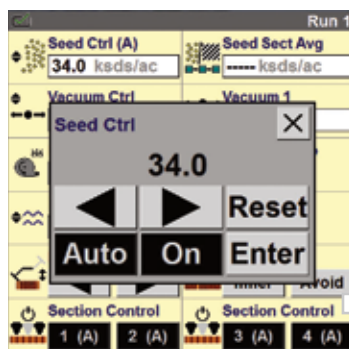 Run 1
Seed Ctrl (A) Seed Sect Avg
34.0 ksds/ac ----- ksds/ac
Vacuum Ctrl Vacuum 1
Seed Ctrl X
34.0
Reset
Auto On Enter
Inner Avoid
Section Control Section Control
1 (A) 2 (A) 3 (A) 4 (A)